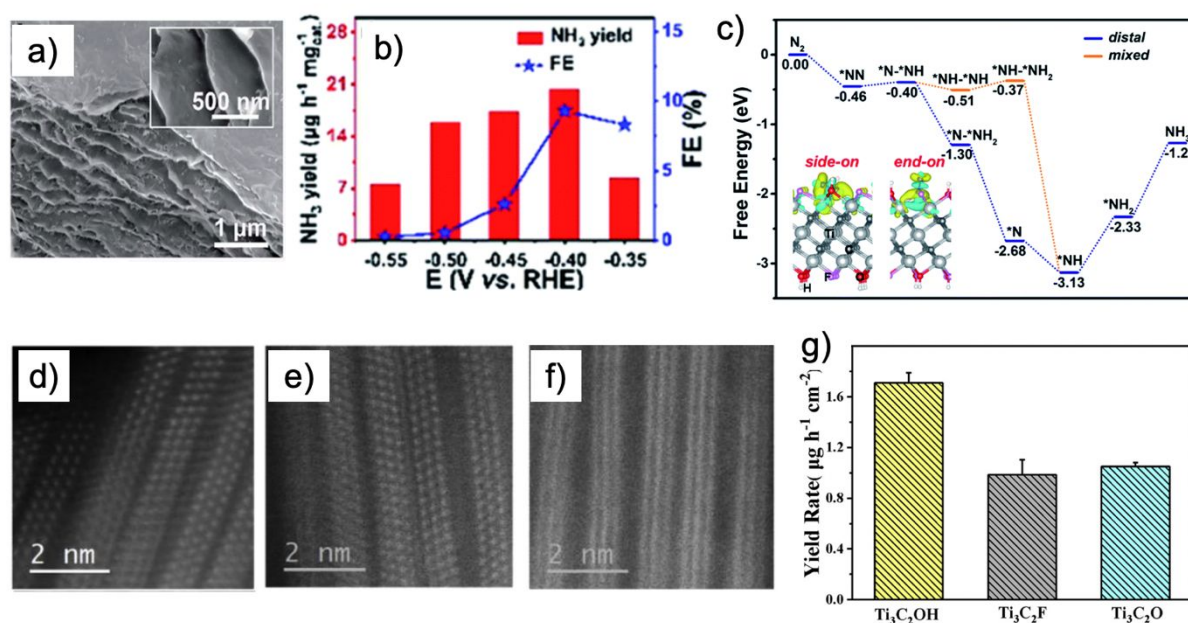 a)
500 nm
1 µm
b)
NH₃ yield
FE
NH₃ yield (µg h⁻¹ mg⁻¹cat.)
28
21
14
7
0
15
10
5
0
FE (%)
-0.55 -0.50 -0.45 -0.40 -0.35
E (V vs. RHE)
c)
distal
mixed
Free Energy (eV)
0
-1
-2
-3
N₂
0.00
*NN
-0.46
*N-*NH
-0.40
*NH-*NH
-0.51
*NH-*NH₂
-0.37
*N-*NH₂
-1.30
*N
-2.68
*NH
-3.13
*NH₂
-2.33
NH₃
-1.2
side-on
end-on
Ti
C
O
F
H
d)
2 nm
e)
2 nm
f)
2 nm
g)
Yield Rate( µg h⁻¹ cm⁻²)
1.6
1.2
0.8
0.4
0.0
Ti₃C₂OH Ti₃C₂F Ti₃C₂O